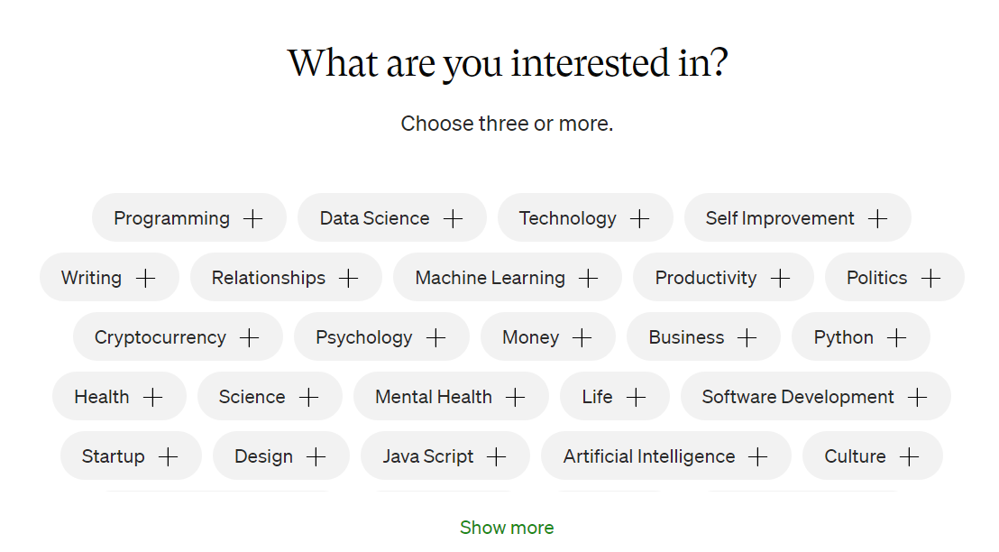 What are you interested in?
Choose three or more.
Programming + Data Science + Technology + Self Improvement +
Writing + Relationships + Machine Learning + Productivity + Politics +
Cryptocurrency + Psychology + Money + Business + Python +
Health + Science + Mental Health + Life + Software Development +
Startup + Design + Java Script + Artificial Intelligence + Culture +
Show more